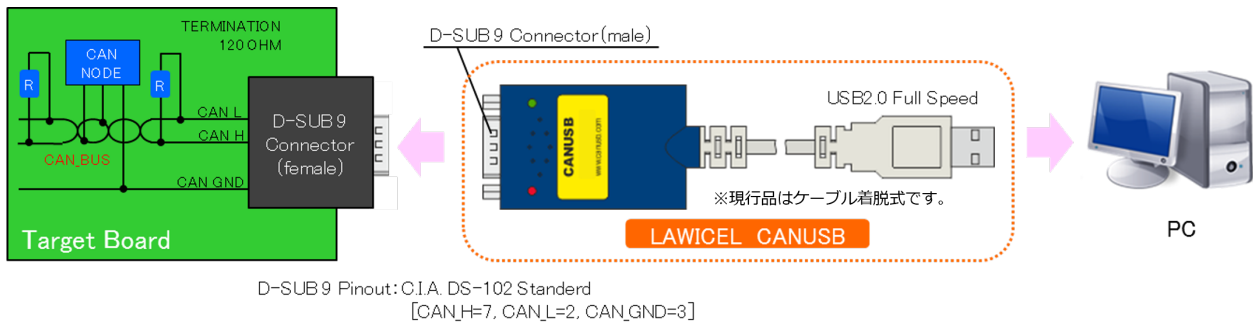 TERMINATION
120 OHM
CAN
NODE
R
R
CAN L
CAN H
CAN_BUS
CAN GND
D-SUB 9
Connector
(female)
Target Board
D-SUB 9 Connector(male)
CANUSB
www.canusb.com
USB2.0 Full Speed
※現行品はケーブル着脱式です。
LAWICEL CANUSB
PC
D-SUB 9 Pinout:C.I.A. DS-102 Standerd
[CAN_H=7, CAN_L=2, CAN_GND=3]